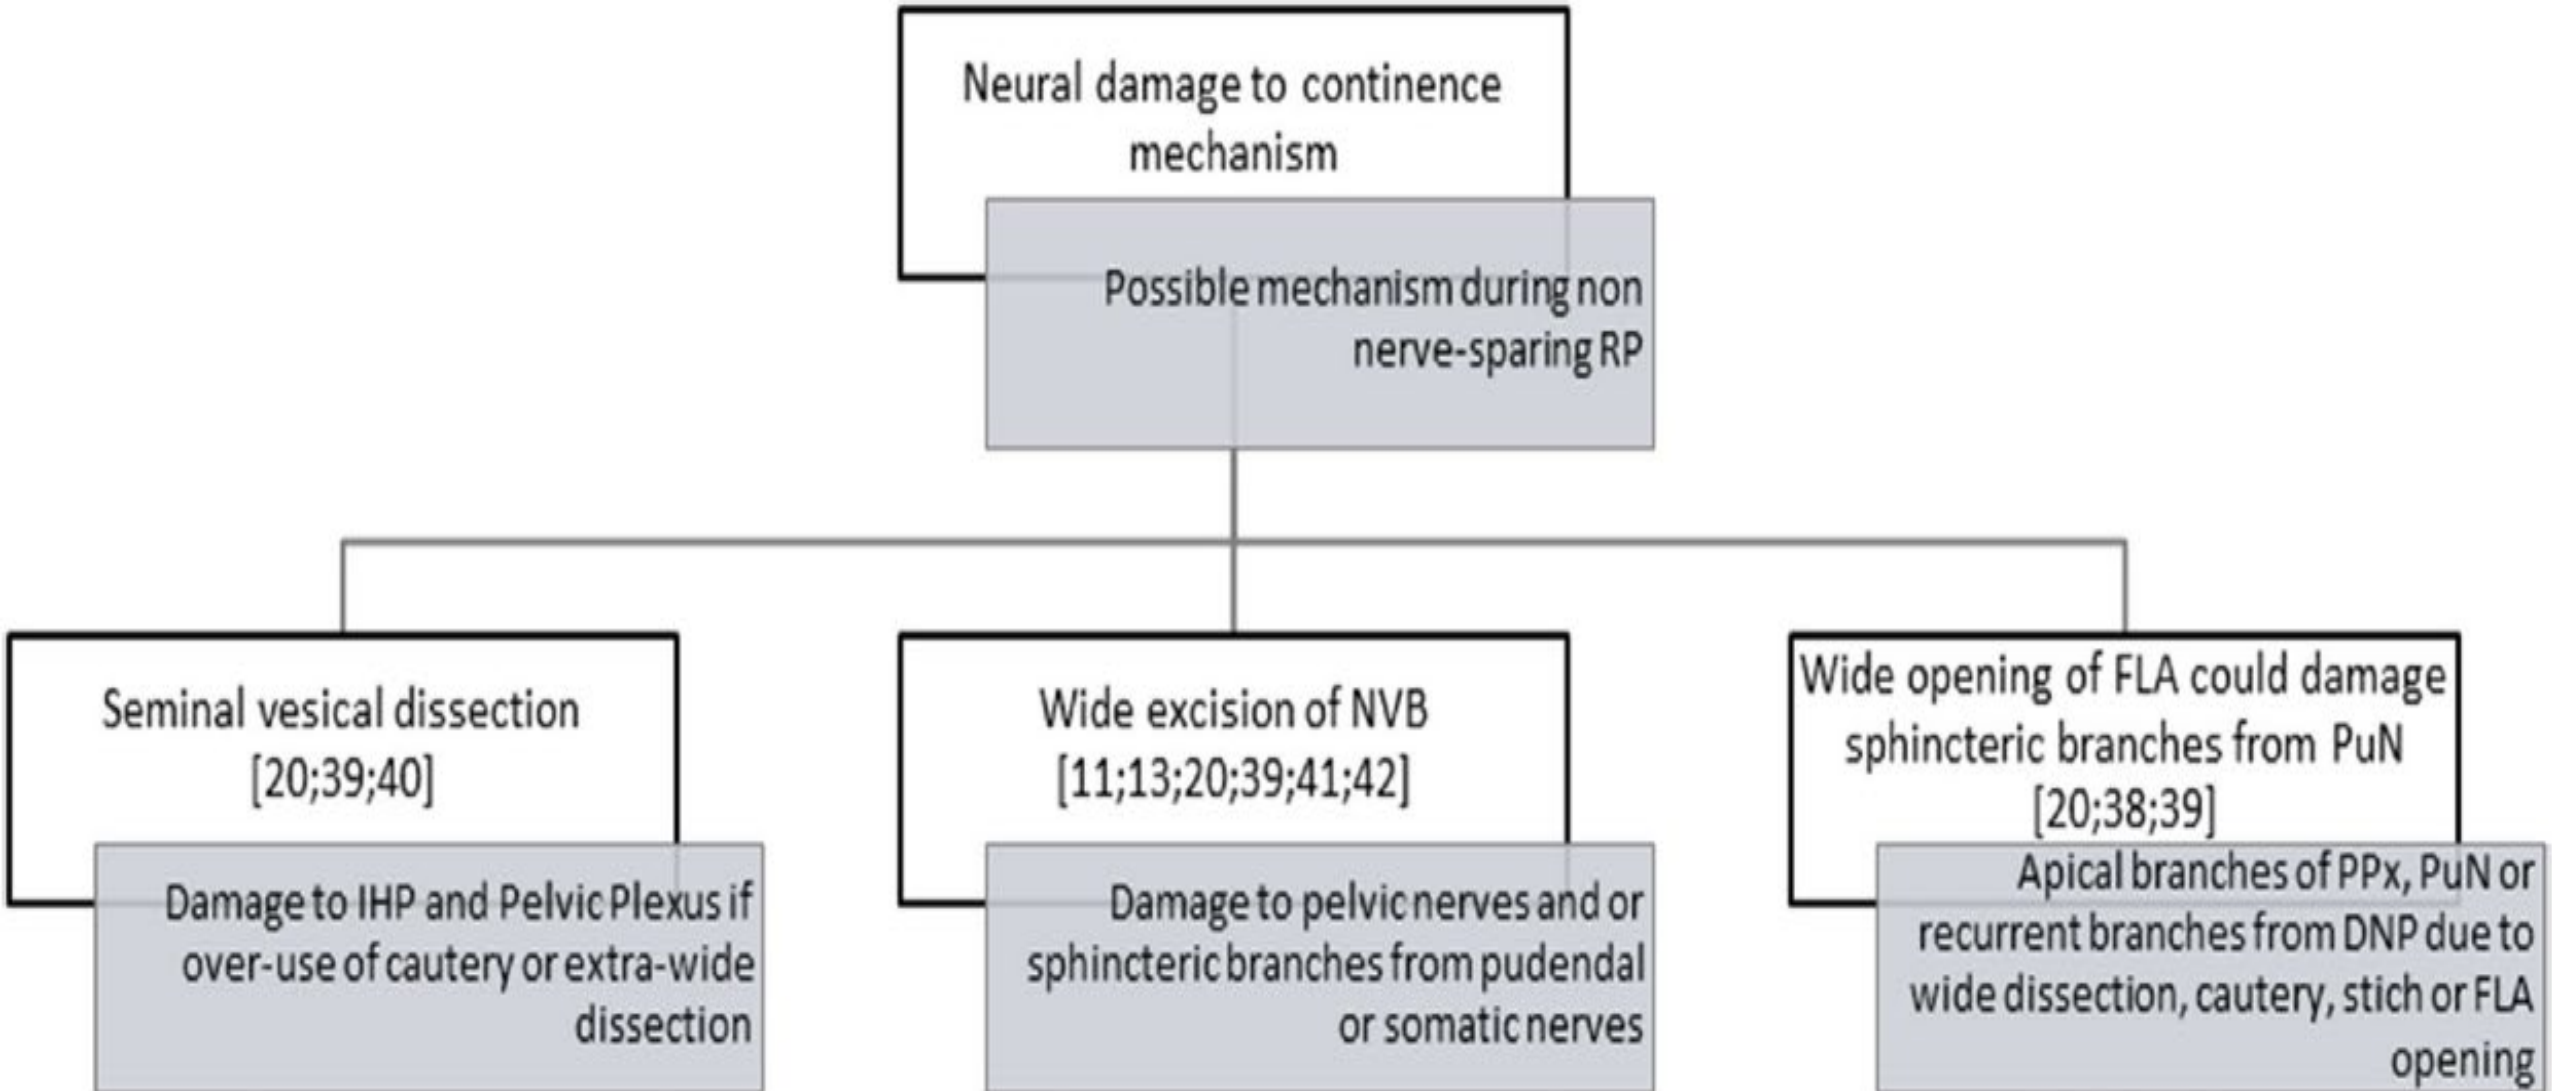 Neural damage to continence
mechanism
Possible mechanism during non
nerve-sparing RP
Seminal vesical dissection
[20;39;40]
Damage to IHP and Pelvic Plexus if
over-use of cautery or extra-wide
dissection
Wide excision of NVB
[11;13;20;39;41;42]
Damage to pelvic nerves and or
sphincteric branches from pudendal
or somatic nerves
Wide opening of FLA could damage
sphincteric branches from PuN
[20;38;39]
Apical branches of PPx, PuN or
recurrent branches from DNP due to
wide dissection, cautery, stich or FLA
opening